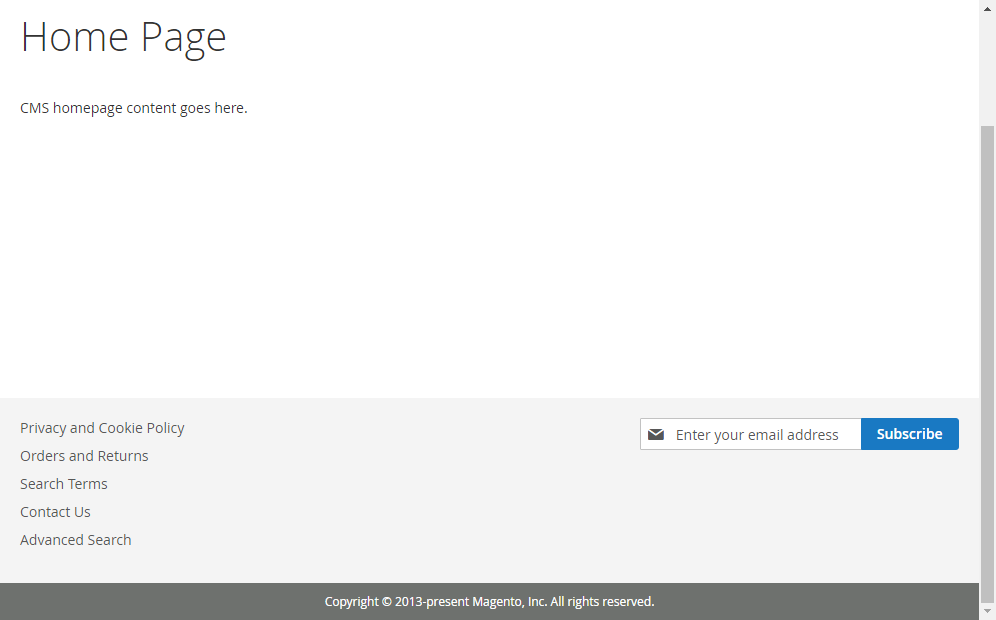 Home Page
CMS homepage content goes here.
Privacy and Cookie Policy
Orders and Returns
Search Terms
Contact Us
Advanced Search
Enter your email address
Subscribe
Copyright © 2013-present Magento, Inc. All rights reserved.